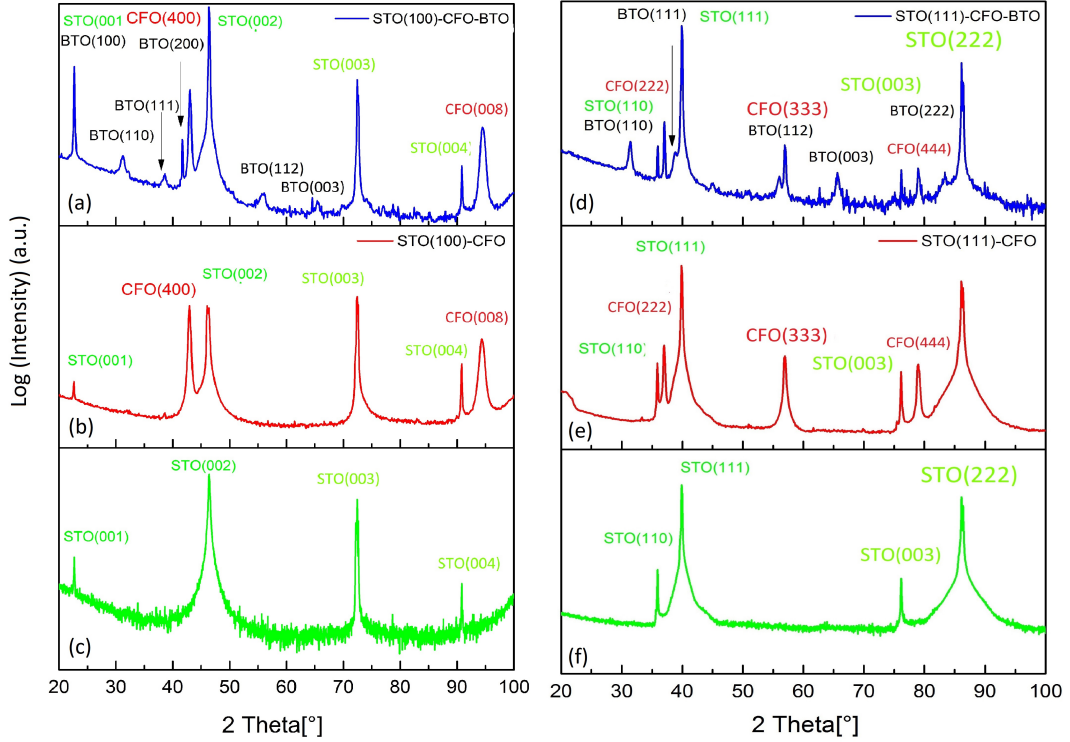 Log (Intensity) (a.u.)
STO(100)-CFO-BTO
STO(001
CFO(400)
STO(002)
BTO(100)
BTO(200)
STO(003)
BTO(111)
BTO(110)
CFO(008)
STO(004)
BTO(112)
BTO(003)
(a)
STO(100)-CFO
CFO(400)
STO(002)
STO(003)
CFO(008)
STO(001)
STO(004)
(b)
STO(002)
STO(003)
STO(001)
STO(004)
(c)
20 30 40 50 60 70 80 90 100
2 Theta[°]
STO(111)-CFO-BTO
BTO(111)
STO(111)
STO(222)
CFO(222)
STO(003)
STO(110)
CFO(333)
BTO(222)
BTO(110)
BTO(112)
BTO(003)
CFO(444)
(d)
STO(111)-CFO
STO(111)
CFO(222)
CFO(333)
STO(110)
STO(003)
CFO(444)
(e)
STO(111)
STO(222)
STO(110)
STO(003)
(f)
20 30 40 50 60 70 80 90 100
2 Theta[°]